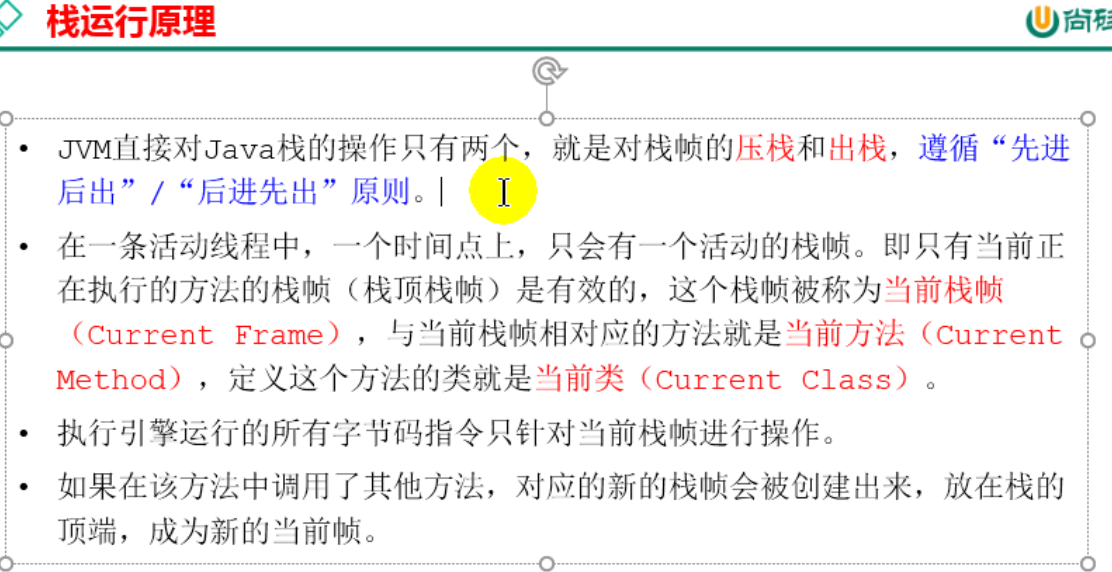 栈运行原理
尚硅
• JVM直接对Java栈的操作只有两个，就是对栈帧的压栈和出栈，遵循“先进
后出”/“后进先出”原则。
• 在一条活动线程中，一个时间点上，只会有一个活动的栈帧。即只有当前正
在执行的方法的栈帧（栈顶栈帧）是有效的，这个栈帧被称为当前栈帧
（Current Frame），与当前栈帧相对应的方法就是当前方法（Current
Method），定义这个方法的类就是当前类（Current Class）。
• 执行引擎运行的所有字节码指令只针对当前栈帧进行操作。
• 如果在该方法中调用了其他方法，对应的新的栈帧会被创建出来，放在栈的
顶端，成为新的当前帧。